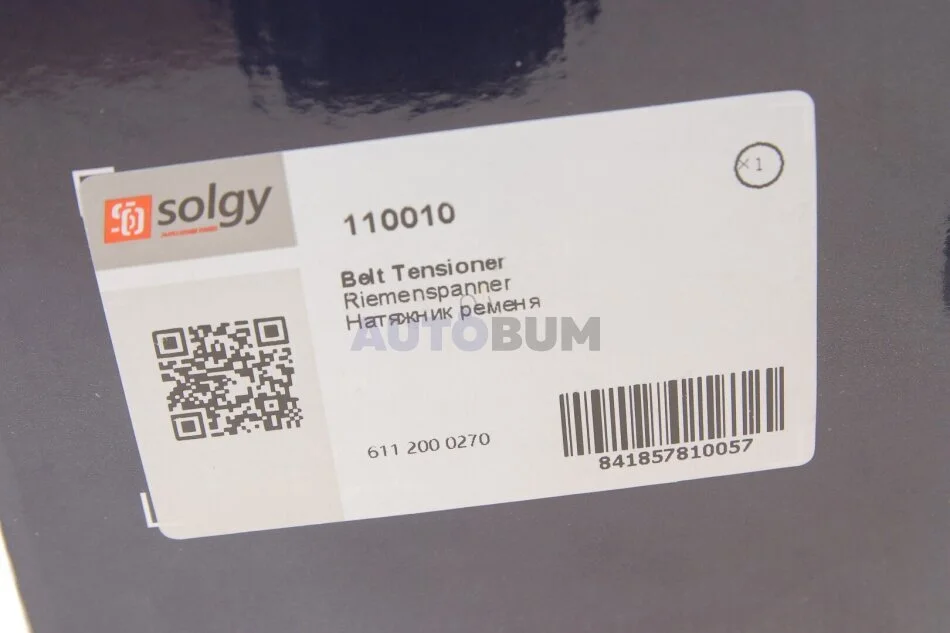 solgy
110010
×1
Belt Tensioner
Riemenspanner
Натяжник ременя
AUTOBUM
611 200 0270
841857810057